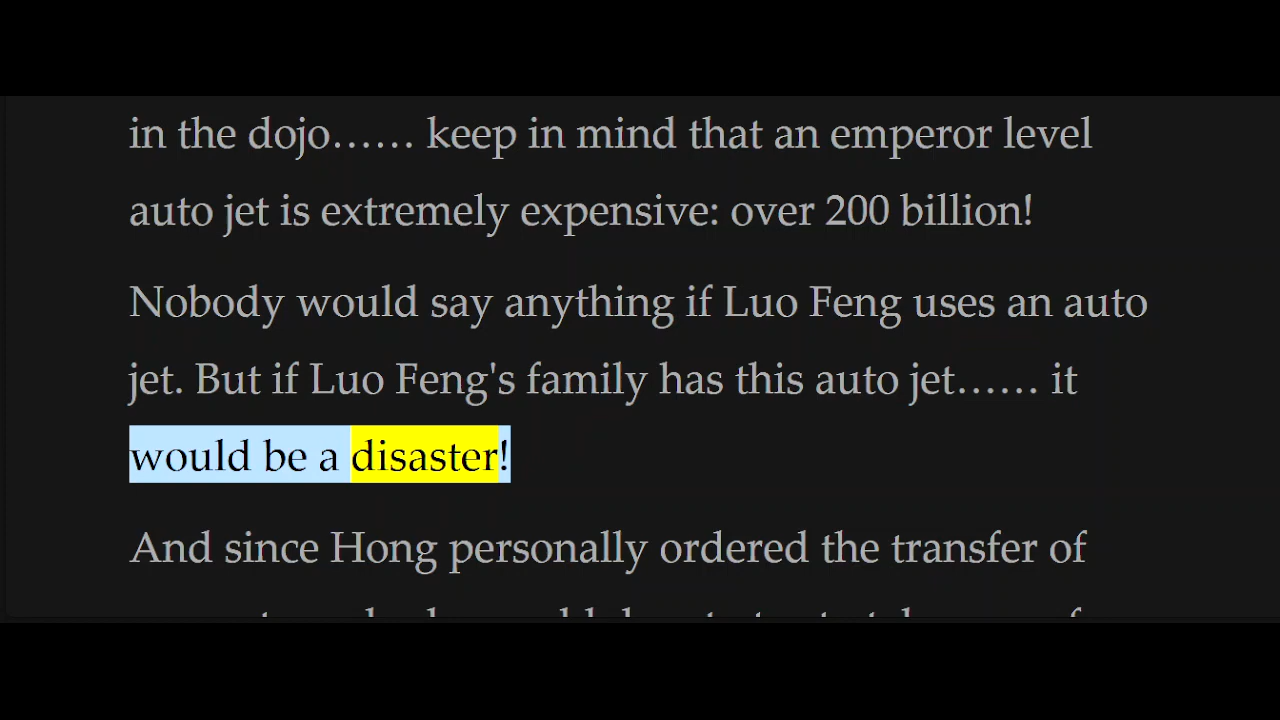 in the dojo…… keep in mind that an emperor level
auto jet is extremely expensive: over 200 billion!
Nobody would say anything if Luo Feng uses an auto
jet. But if Luo Feng's family has this auto jet…… it
would be a disaster!
And since Hong personally ordered the transfer of